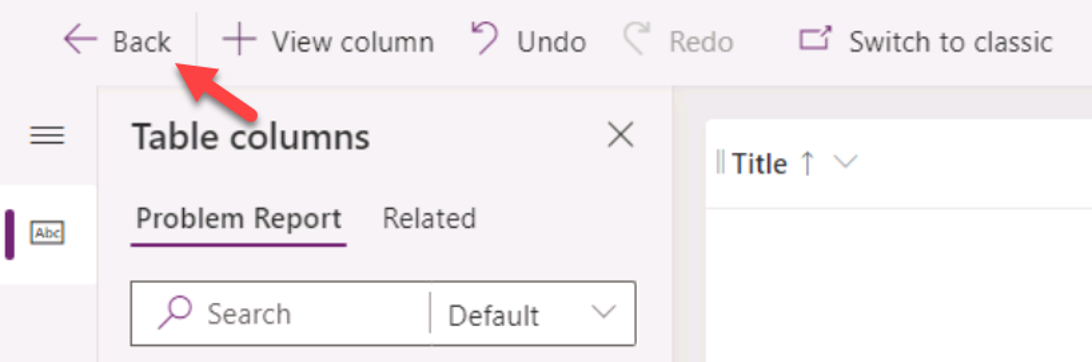 Back View column Undo Redo Switch to classic
Table columns
Title
Problem Report Related
Abc
Search Default